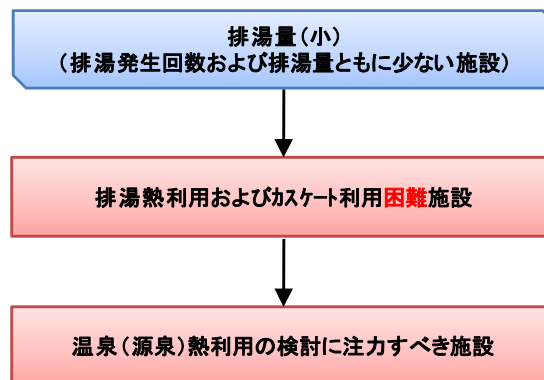 排湯量（小）
（排湯発生回数および排湯量ともに少ない施設）
排湯熱利用およびｶｽｹｰﾄﾞ利用困難施設
温泉（源泉）熱利用の検討に注力すべき施設